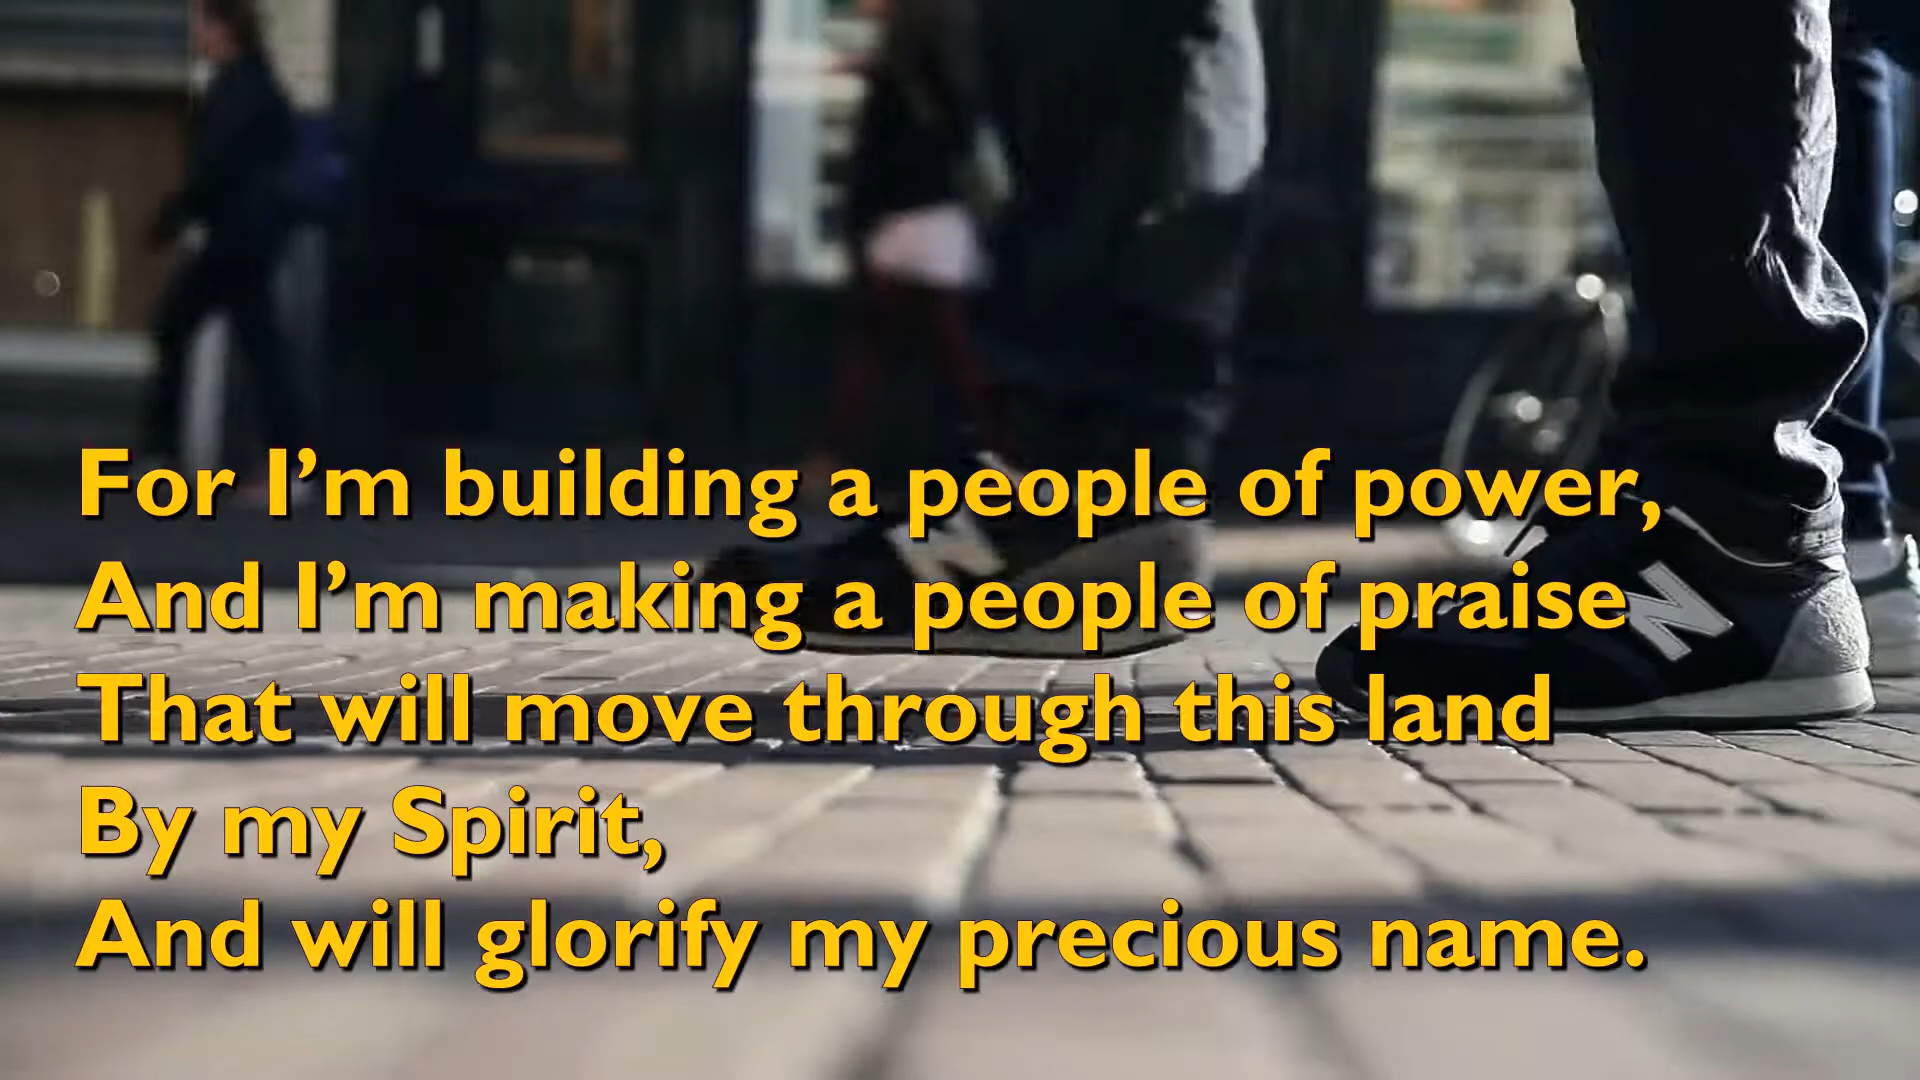 For I’m building a people of power,
And I’m making a people of praise
That will move through this land
By my Spirit,
And will glorify my precious name.
N
N